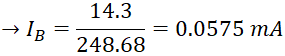 → I_B = 14.3 / 248.68 = 0.0575 mA